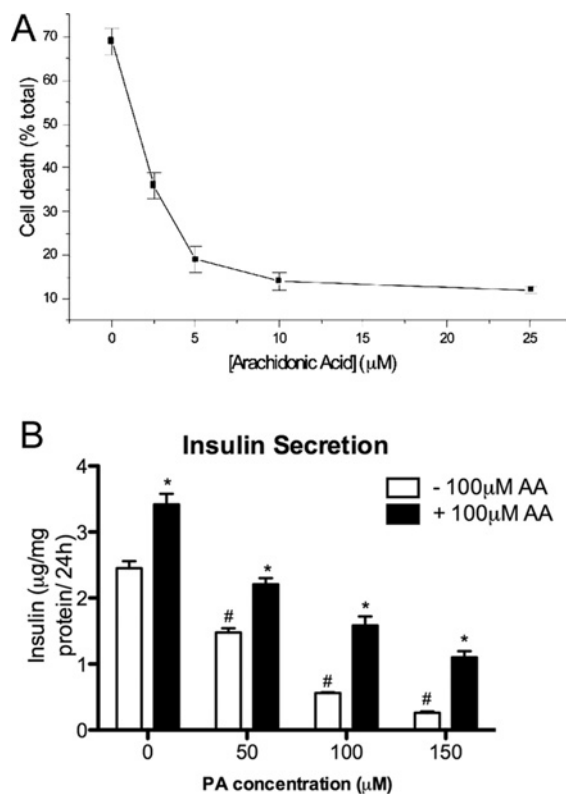 A
Cell death (% total)
70
60
50
40
30
20
10
0
5
10
15
20
25
[Arachidonic Acid] (μM)
B
Insulin Secretion
Insulin (μg/mg
protein/ 24h)
4
3
2
1
0
- 100μM AA
+ 100μM AA
*
#
*
#
*
#
*
0
50
100
150
PA concentration
(μM)